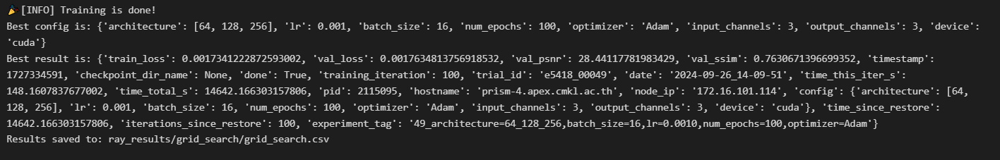 🎉[INFO] Training is done!
Best config is: {'architecture': [64, 128, 256], 'lr': 0.001, 'batch_size': 16, 'num_epochs': 100, 'optimizer': 'Adam', 'input_channels': 3, 'output_channels': 3, 'device':
'cuda'}
Best result is: {'train_loss': 0.0017341222872593002, 'val_loss': 0.0017634813756918532, 'val_psnr': 28.44117781983429, 'val_ssim': 0.7630671396699352, 'timestamp':
1727334591, 'checkpoint_dir_name': None, 'done': True, 'training_iteration': 100, 'trial_id': 'e5418_00049', 'date': '2024-09-26_14-09-51', 'time_this_iter_s':
148.1607837677002, 'time_total_s': 14642.166303157806, 'pid': 2115095, 'hostname': 'prism-4.apex.cmkl.ac.th', 'node_ip': '172.16.101.114', 'config': {'architecture': [64,
128, 256], 'lr': 0.001, 'batch_size': 16, 'num_epochs': 100, 'optimizer': 'Adam', 'input_channels': 3, 'output_channels': 3, 'device': 'cuda'}, 'time_since_restore':
14642.166303157806, 'iterations_since_restore': 100, 'experiment_tag': '49_architecture=64_128_256,batch_size=16,lr=0.0010,num_epochs=100,optimizer=Adam'}
Results saved to: ray_results/grid_search/grid_search.csv